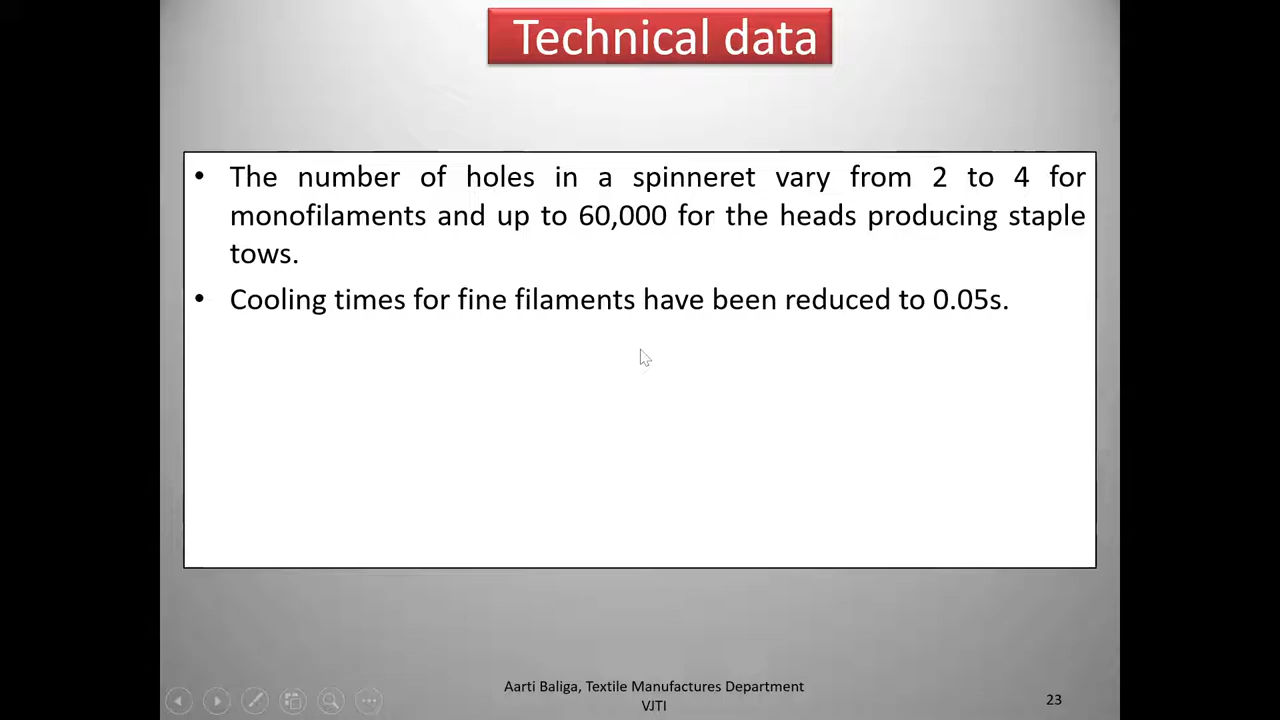 Technical data
• The number of holes in a spinneret vary from 2 to 4 for
monofilaments and up to 60,000 for the heads producing staple
tows.
• Cooling times for fine filaments have been reduced to 0.05s.
Aarti Baliga, Textile Manufactures Department
VJTI
23